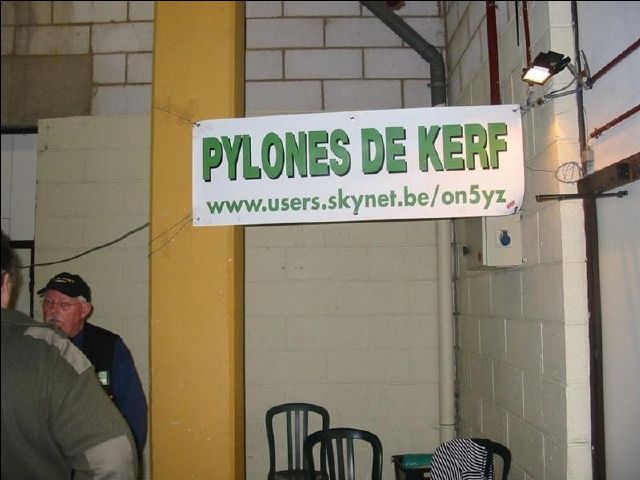 PYLONES DE KERF
www.users.skynet.be/on5yz